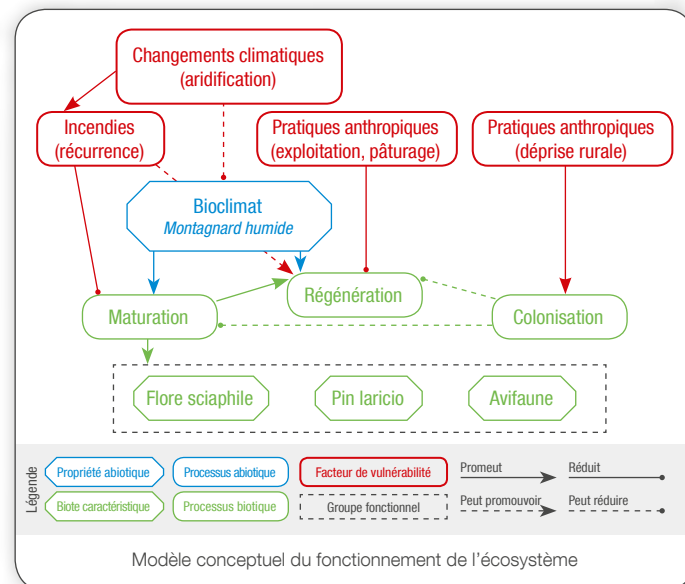 Changements climatiques
(aridification)
Incendies
(récurrence)
Pratiques anthropiques
(exploitation, pâturage)
Pratiques anthropiques
(déprise rurale)
Bioclimat
Montagnard humide
Régénération
Maturation
Colonisation
Flore sciaphile
Pin laricio
Avifaune
Légende
Propriété abiotique
Processus abiotique
Facteur de vulnérabilité
Promeut
Réduit
Biote caractéristique
Processus biotique
Groupe fonctionnel
Peut promouvoir
Peut réduire
Modèle conceptuel du fonctionnement de l'écosystème